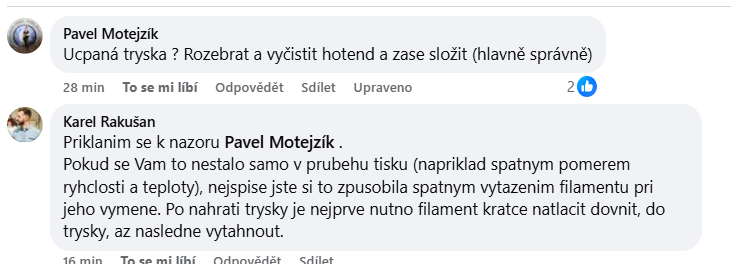 Pavel Motejzík
Ucpaná tryska ? Rozebrat a vyčistit hotend a zase složit (hlavně správně)
28 min To se mi líbí Odpovědět Sdílet Upraveno 2
Karel Rakušan
Priklanim se k nazoru Pavel Motejzík .
Pokud se Vam to nestalo samo v prubehu tisku (napriklad spatnym pomerem
ryhclosti a teploty), nejspise jste si to zpusobila spatnym vytazenim filamentu pri
jeho vymene. Po nahrati trysky je nejprve nutno filament kratce natlacit dovnit, do
trysky, az nasledne vytahnout.
16 min To se mi líbí Odpovědět Sdílet